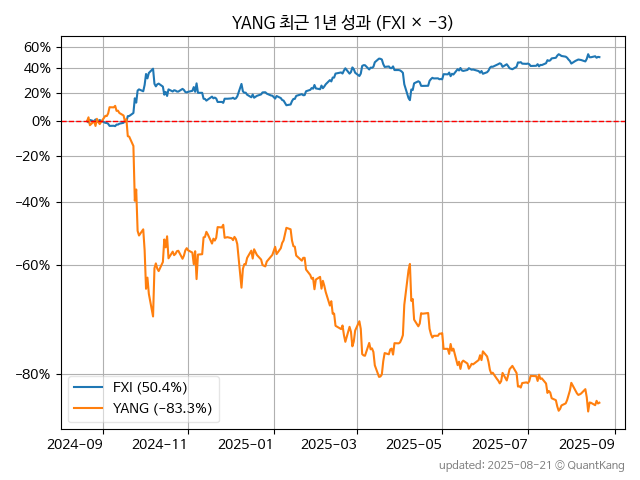 YANG 최근 1년 성과 (FXI × −3)
60%
40%
20%
0%
−20%
−40%
−60%
−80%
FXI (50.4%)
YANG (−83.3%)
2024-09 2024-11 2025-01 2025-03 2025-05 2025-07 2025-09
updated: 2025-08-21 © QuantKang